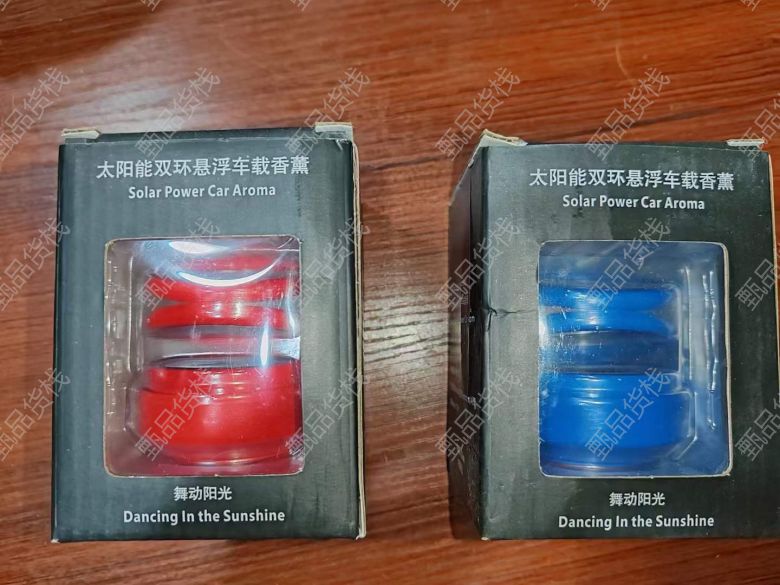 太阳能双环悬浮车载香薰
Solar Power Car Aroma
舞动阳光
Dancing In the Sunshine
太阳能双环悬浮车载香薰
Solar Power Car Aroma
舞动阳光
Dancing In the Sunshine
甄品货栈